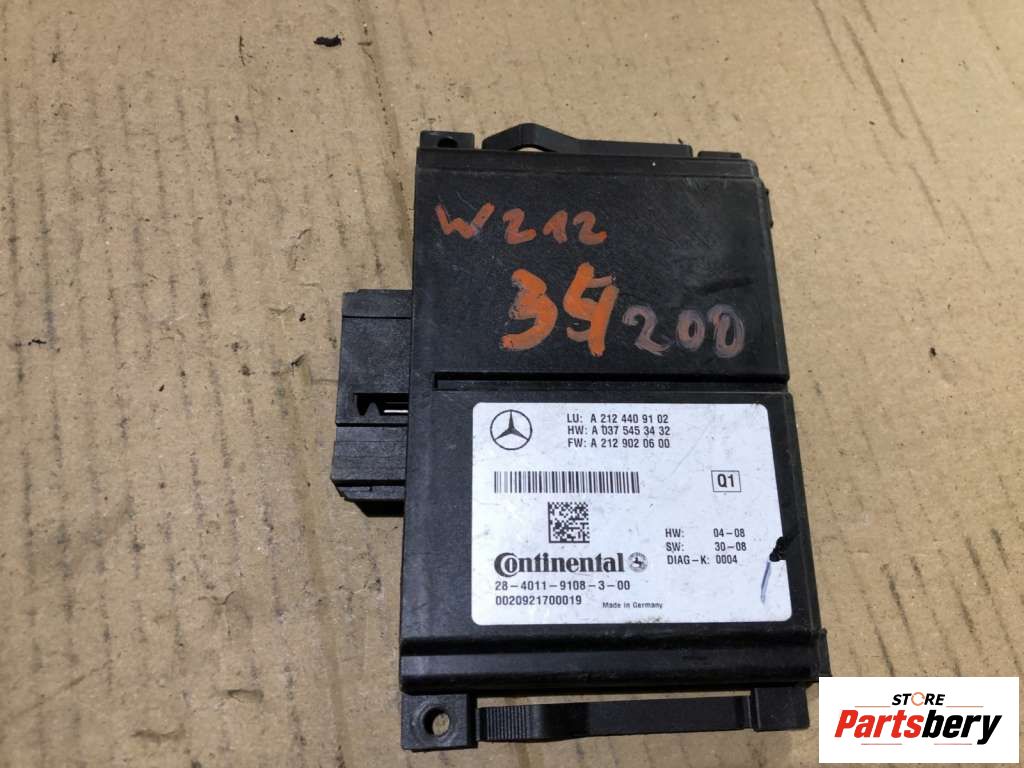 W212
200
LU: A 212 440 91 02
HW: A 037 545 34 32
FW: A 212 902 06 00
Q1
HW: 04-08
SW: 30-08
DIAG-K: 0004
Continental
28-4011-9108-3-00
0020921700019 Made in Germany
STORE
Partsbery